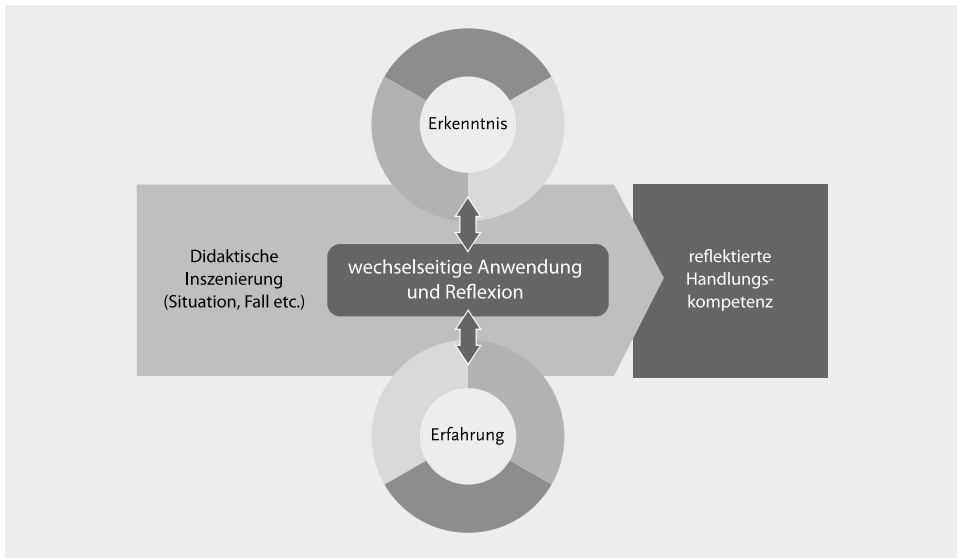 Erkenntnis
Didaktische
Inszenierung
(Situation, Fall etc.)
wechselseitige Anwendung
und Reflexion
reflektierte
Handlungs-
kompetenz
Erfahrung